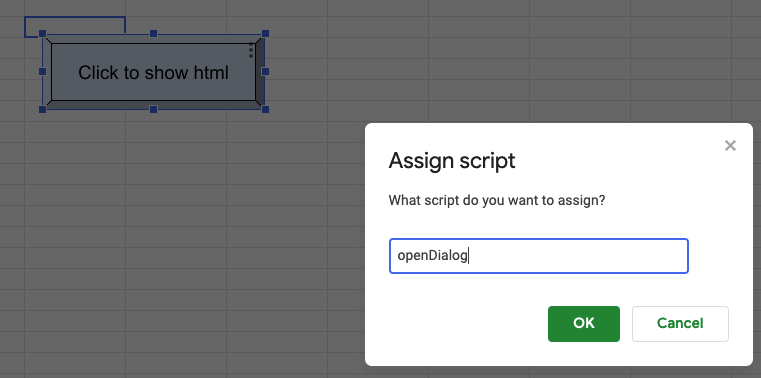 Click to show html
Assign script
What script do you want to assign?
openDialog
OK
Cancel